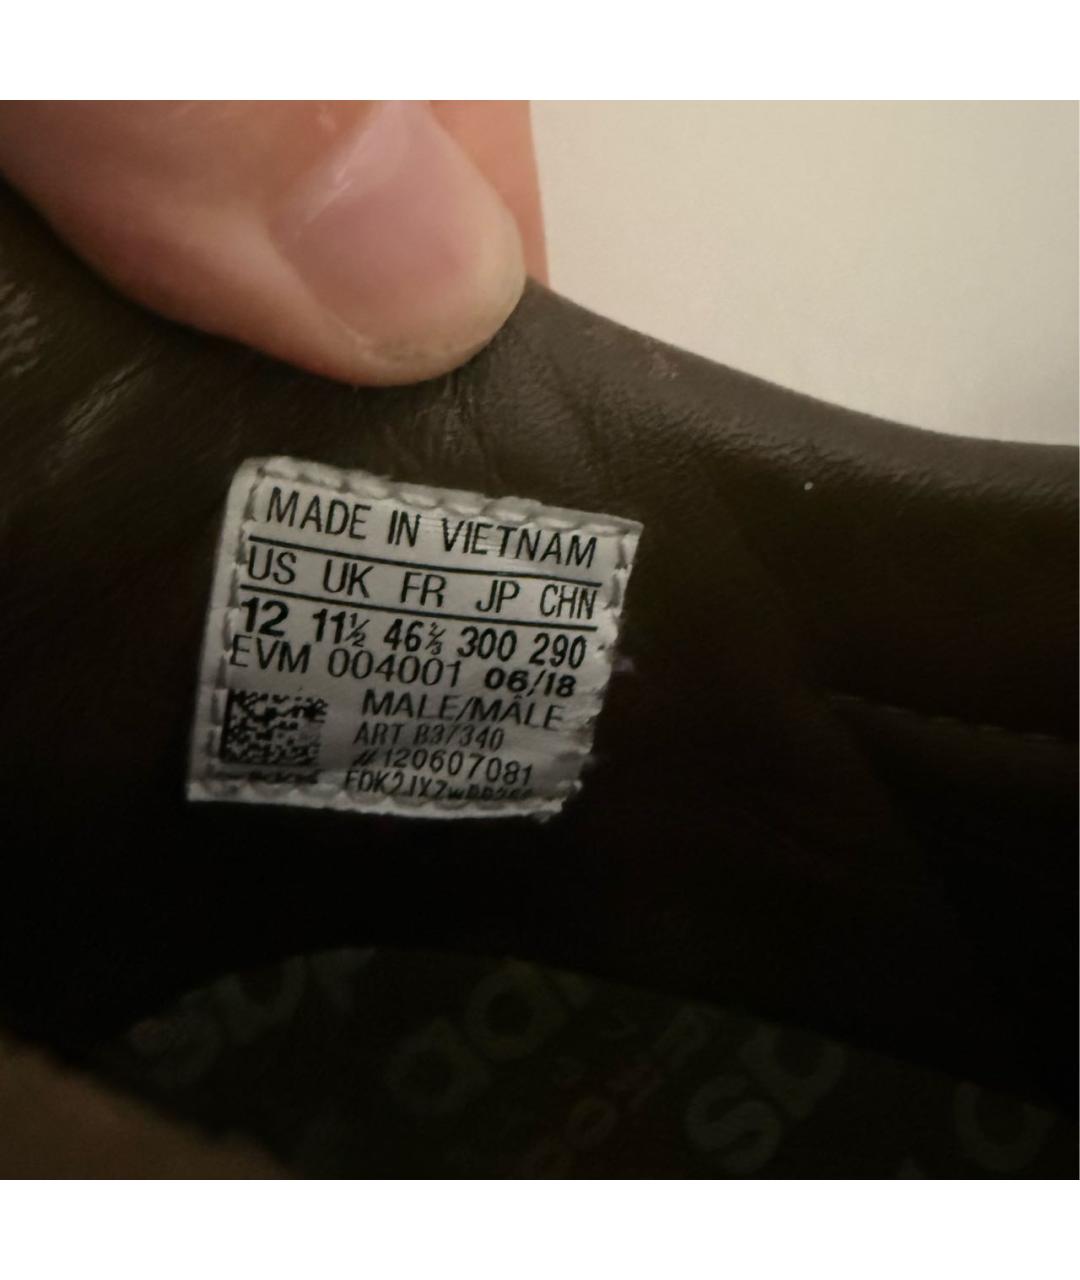 MADE IN VIETNAM
US UK FR JP CHN
12 11½ 46⅔ 300 290
EVM 004001 06/18
MALE/MÂLE
ART B37340
#120607081